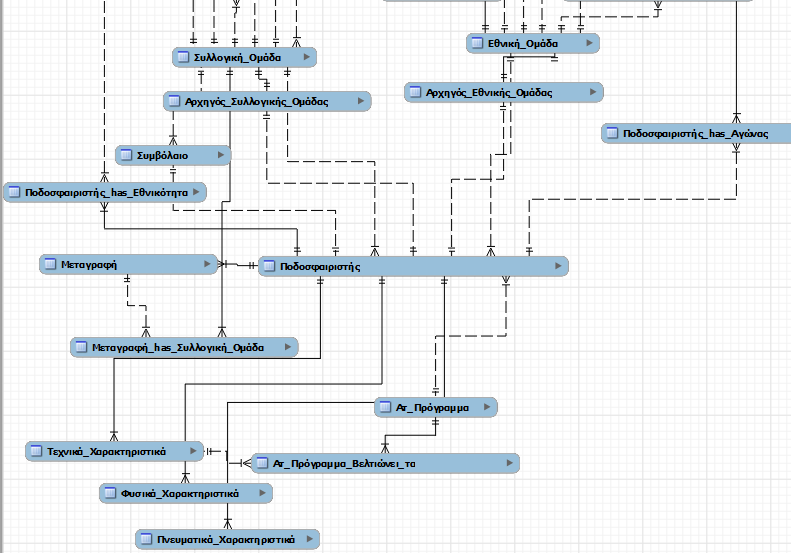 Συλλογική_Ομάδα
Εθνική_Ομάδα
Αρχηγός_Συλλογικής_Ομάδας
Αρχηγός_Εθνικής_Ομάδας
Ποδοσφαιριστής_has_Αγώνας
Συμβόλαιο
Ποδοσφαιριστής_has_Εθνικότητα
Μεταγραφή
Ποδοσφαιριστής
Μεταγραφή_has_Συλλογική_Ομάδα
Ατ_Πρόγραμμα
Τεχνικά_Χαρακτηριστικά
Ατ_Πρόγραμμα_Βελτιώνει_τα
Φυσικά_Χαρακτηριστικά
Πνευματικά_Χαρακτηριστικά